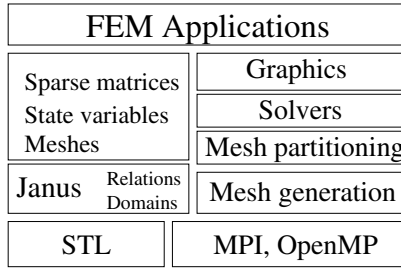 FEM Applications
Sparse matrices
State variables
Meshes
Graphics
Solvers
Mesh partitioning
Janus
Relations
Domains
Mesh generation
STL
MPI, OpenMP